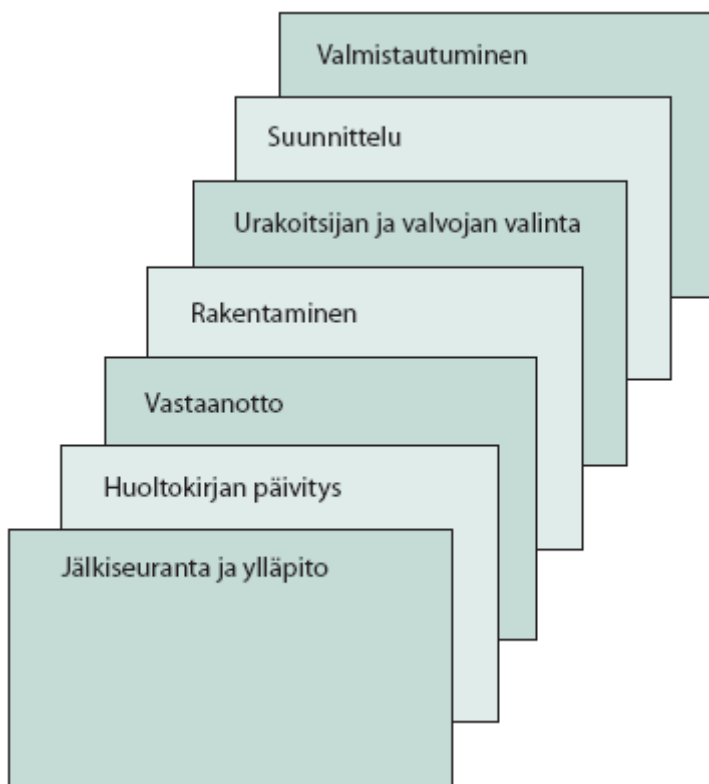 Valmistautuminen
Suunnittelu
Urakoitsijan ja valvojan valinta
Rakentaminen
Vastaanotto
Huoltokirjan päivitys
Jälkiseuranta ja ylläpito